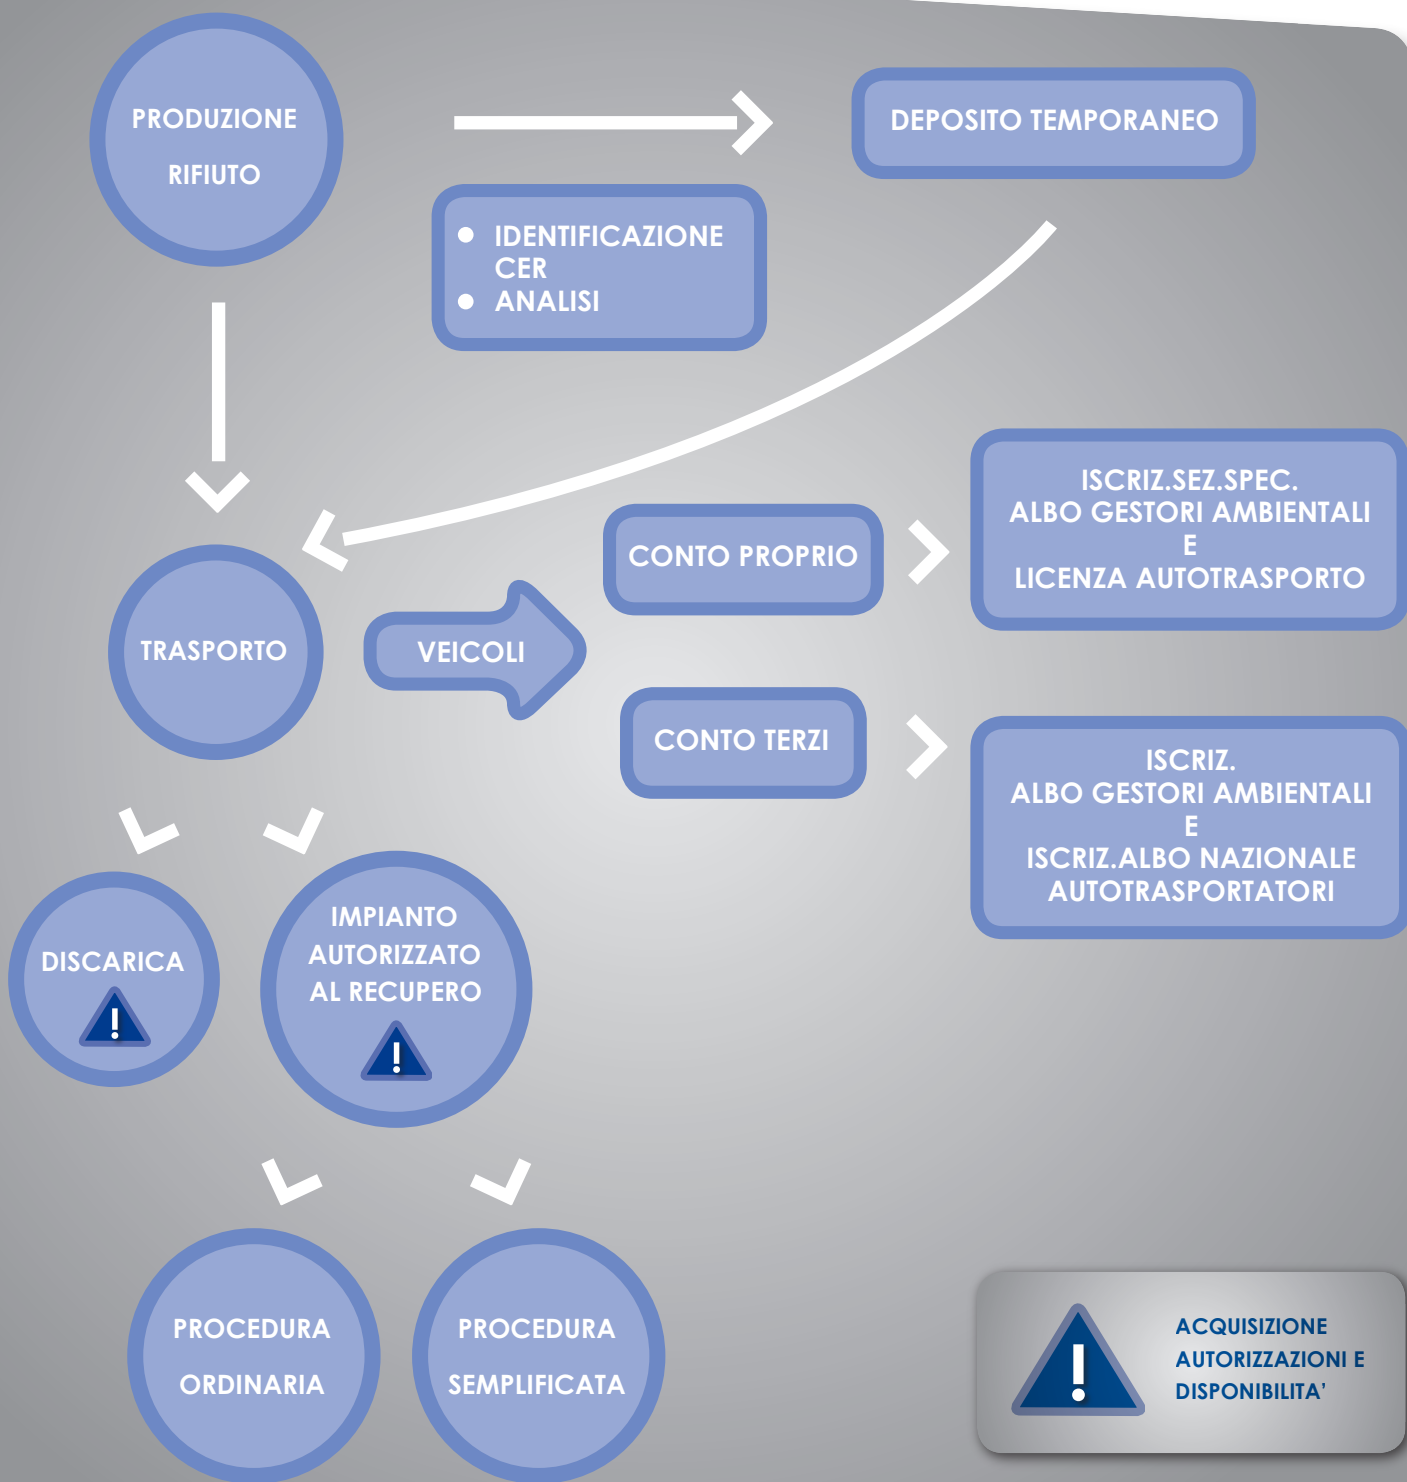 PRODUZIONE
RIFIUTO
DEPOSITO TEMPORANEO
● IDENTIFICAZIONE
CER
● ANALISI
TRASPORTO
VEICOLI
CONTO PROPRIO
ISCRIZ.SEZ.SPEC.
ALBO GESTORI AMBIENTALI
E
LICENZA AUTOTRASPORTO
CONTO TERZI
ISCRIZ.
ALBO GESTORI AMBIENTALI
E
ISCRIZ.ALBO NAZIONALE
AUTOTRASPORTATORI
DISCARICA
!
IMPIANTO
AUTORIZZATO
AL RECUPERO
!
PROCEDURA
ORDINARIA
PROCEDURA
SEMPLIFICATA
!
ACQUISIZIONE
AUTORIZZAZIONI E
DISPONIBILITA'